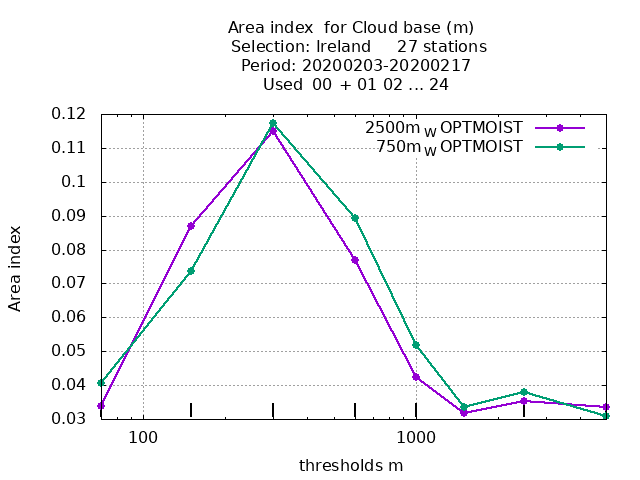 Area index  for Cloud base (m)
Selection: Ireland     27 stations
Period: 20200203-20200217
Used  00  + 01 02 ... 24
2500m W OPTMOIST
750m W OPTMOIST
0.12
0.11
0.1
0.09
0.08
0.07
0.06
0.05
0.04
0.03
Area index
100
1000
thresholds m